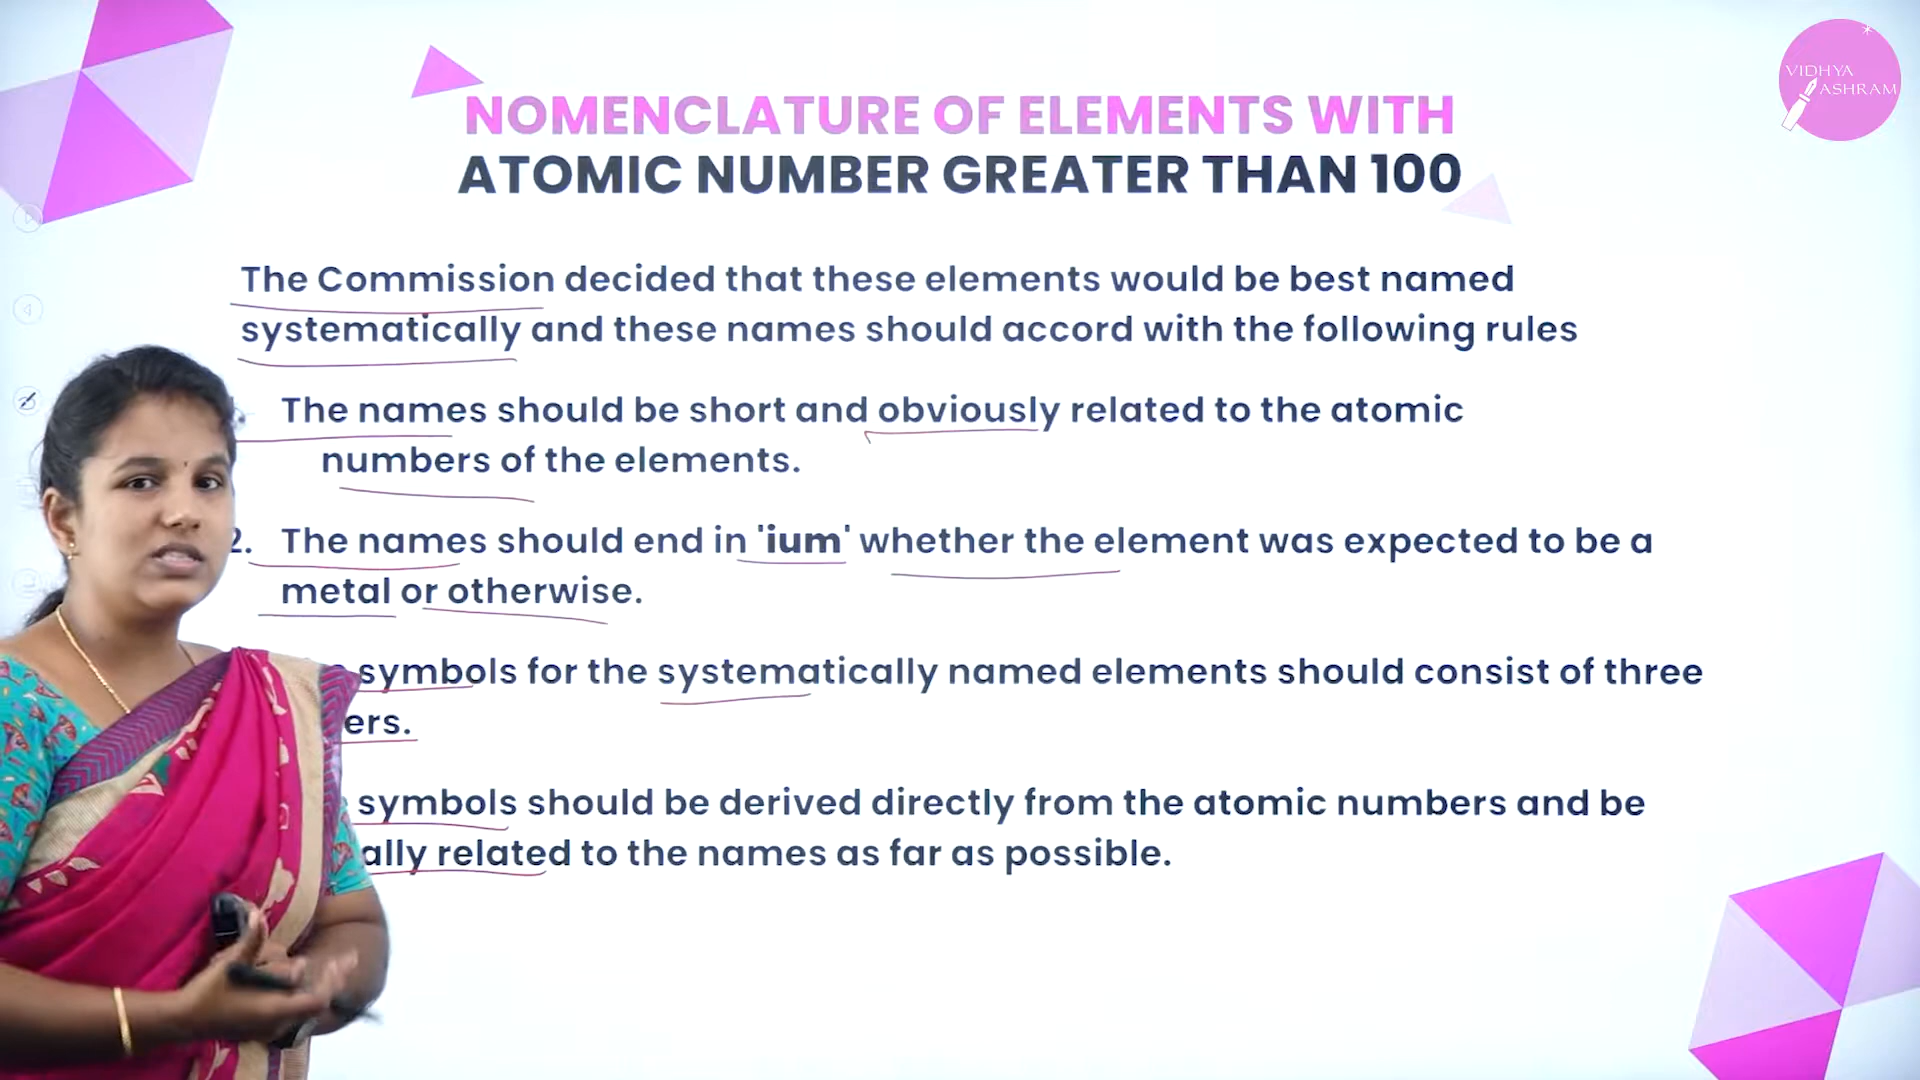 VIDHYA
ASHRAM
NOMENCLATURE OF ELEMENTS WITH
ATOMIC NUMBER GREATER THAN 100
The Commission decided that these elements would be best named
systematically and these names should accord with the following rules
The names should be short and obviously related to the atomic
numbers of the elements.
2. The names should end in 'ium' whether the element was expected to be a
metal or otherwise.
symbols for the systematically named elements should consist of three
ers.
symbols should be derived directly from the atomic numbers and be
ally related to the names as far as possible.